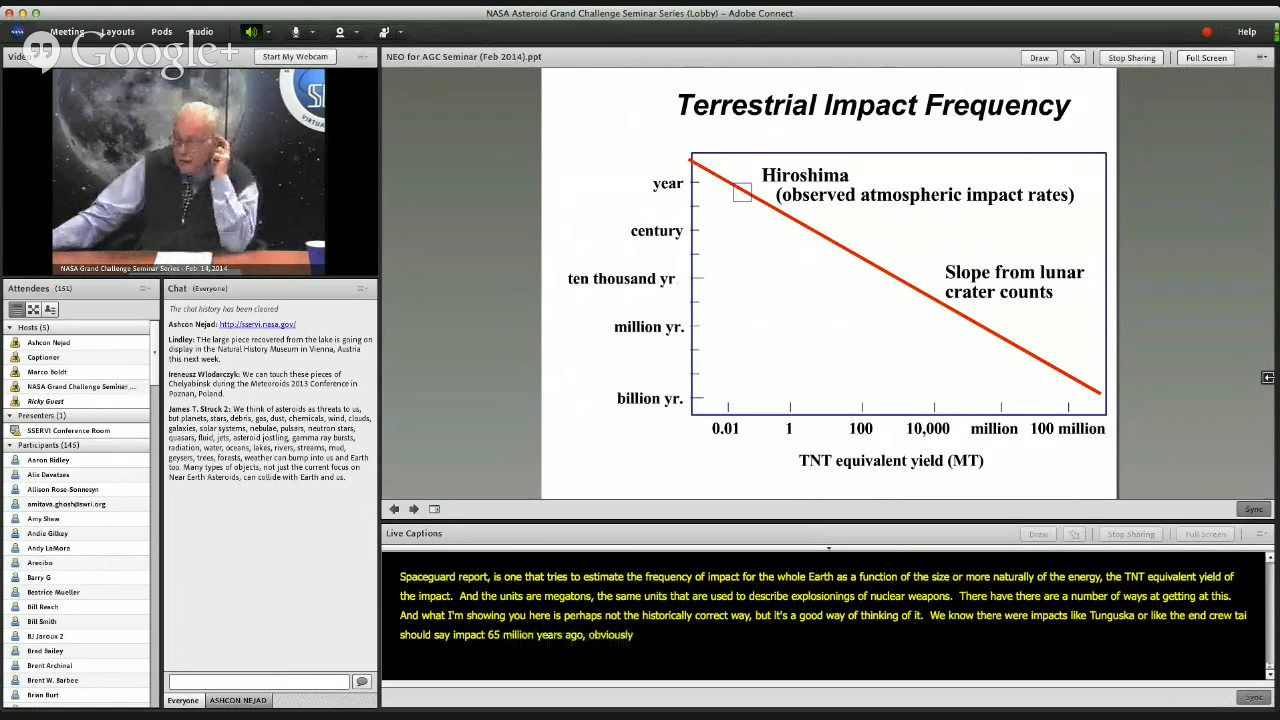 NASA Asteroid Grand Challenge Seminar Series (Lobby) – Adobe Connect
Meeting Layouts Pods Audio Help
Google+
Video
Start My Webcam
NASA Grand Challenge Seminar Series - Feb. 14, 2014
NEO for AGC Seminar (Feb 2014).ppt
Draw Stop Sharing Full Screen
Terrestrial Impact Frequency
Hiroshima
(observed atmospheric impact rates)
Slope from lunar
crater counts
year
century
ten thousand yr
million yr.
billion yr.
0.01 1 100 10,000 million 100 million
TNT equivalent yield (MT)
Sync
Attendees (151)
Hosts (5)
Ashcon Nejad
Captioner
Marco Boldt
NASA Grand Challenge Seminar ...
Ricky Guest
Presenters (1)
SSERVI Conference Room
Participants (145)
Aaron Ridley
Alix Davatzes
Allison Rose-Sonnesyn
amitava.ghosh@swri.org
Amy Shaw
Andie Gilkey
Andy LaMora
Arecibo
Barry G
Beatrice Mueller
Bill Reach
Bill Smith
BJ Jaroux 2
Brad Bailey
Brent Archinal
Brent W. Barbee
Brian Burt
Chat (Everyone)
The chat history has been cleared
Ashcon Nejad: http://sservi.nasa.gov/
Lindley: THe large piece recovered from the lake is going on
display in the Natural History Museum in Vienna, Austria
this next week.
Ireneusz Wlodarczyk: We can touch these pieces of
Chelyabinsk during the Meteoroids 2013 Conference in
Poznan, Poland.
James T. Struck 2: We think of asteroids as threats to us,
but planets, stars, debris, gas, dust, chemicals, wind, clouds,
galaxies, solar systems, nebulae, pulsars, neutron stars,
quasars, fluid, jets, asteroid jostling, gamma ray bursts,
radiation, water, oceans, lakes, rivers, streams, mud,
geysers, trees, forests, weather can bump into us and Earth
too. Many types of objects, not just the current focus on
Near Earth Asteroids, can collide with Earth and us.
Everyone ASHCON NEJAD
Live Captions
Draw Stop Sharing Full Screen
Spaceguard report, is one that tries to estimate the frequency of impact for the whole Earth as a function of the size or more naturally of the energy, the TNT equivalent yield of
the impact. And the units are megatons, the same units that are used to describe explosionings of nuclear weapons. There have there are a number of ways at getting at this.
And what I'm showing you here is perhaps not the historically correct way, but it's a good way of thinking of it. We know there were impacts like Tunguska or like the end crew tai
should say impact 65 million years ago, obviously
Sync